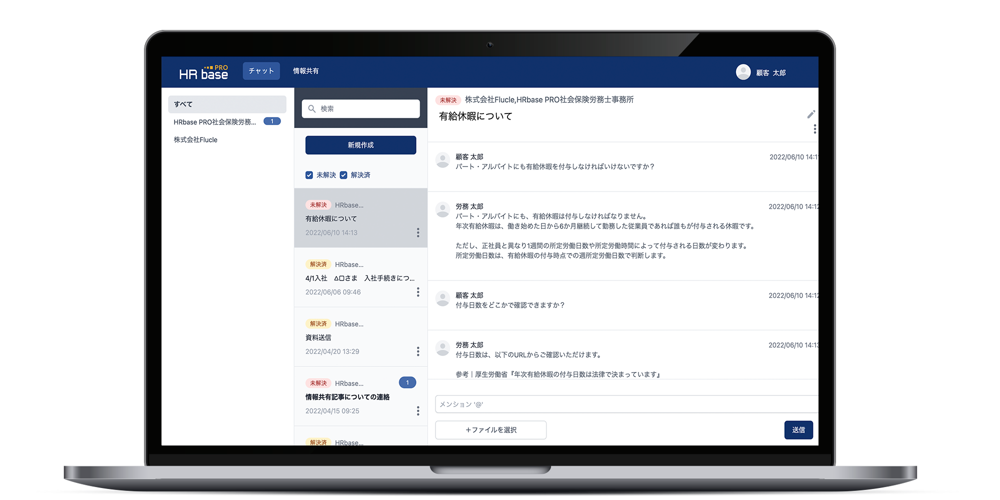 HR base PRO
チャット
情報共有
顧客 太郎
すべて
HRbase PRO社会保険労務...
1
株式会社Flucle
検索
新規作成
未解決
解決済
未解決 HRbase...
有給休暇について
2022/06/10 14:13
解決済 HRbase...
4/1入社　△口さま　入社手続きにつ...
2022/06/06 09:46
解決済 HRbase...
資料送信
2022/04/20 13:29
未解決 HRbase...
1
情報共有記事についての連絡
2022/04/15 09:25
解決済 HRbase...
未解決 株式会社Flucle,HRbase PRO社会保険労務士事務所
有給休暇について
顧客 太郎
2022/06/10 14:1
パート・アルバイトにも有給休暇を付与しなければいけないですか？
労務 太郎
2022/06/10 14:12
パート・アルバイトにも、有給休暇は付与しなければなりません。
年次有給休暇は、働き始めた日から6か月継続して勤務した従業員であれば誰もが付与される休暇です。
ただし、正社員と異なり1週間の所定労働日数や所定労働時間によって付与される日数が変わります。
所定労働日数は、有給休暇の付与時点での週所定労働日数で判断します。
顧客 太郎
2022/06/10 14:12
付与日数をどこかで確認できますか？
労務 太郎
2022/06/10 14:13
付与日数は、以下のURLからご確認いただけます。
参考｜厚生労働省『年次有給休暇の付与日数は法律で決まっています』
メンション '@'
＋ファイルを選択
送信